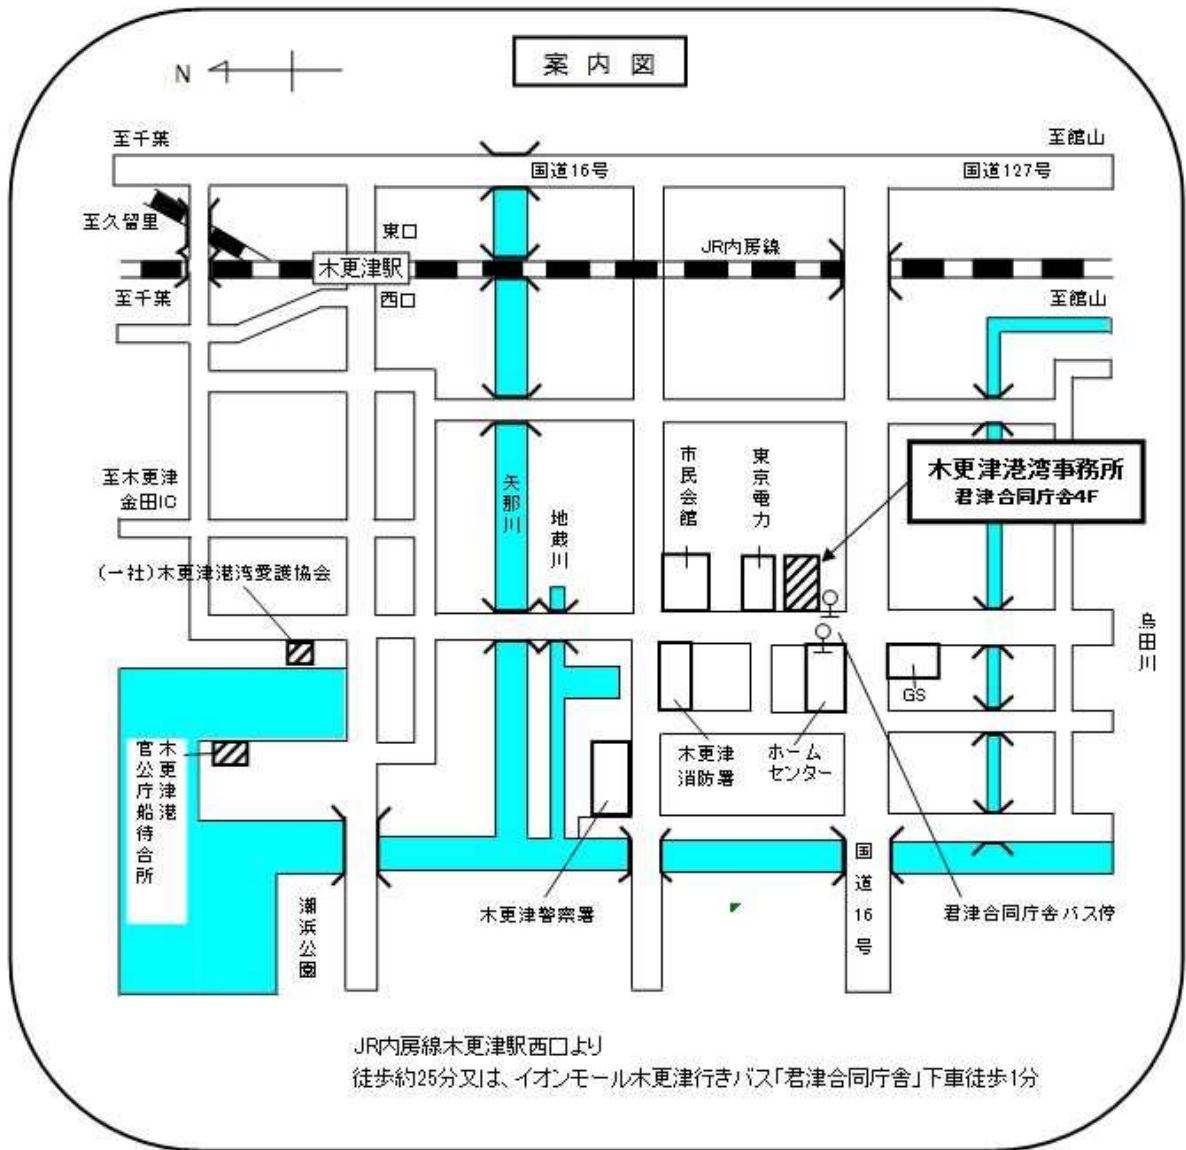 案内図
N
至千葉
至館山
国道16号
国道127号
至久留里
東口
JR内房線
木更津駅
至千葉
西口
至館山
木更津港湾事務所
君津合同庁舎4F
市民会館
東京電力
至木更津
金田IC
矢那川
地蔵川
(一社)木更津港湾愛護協会
烏田川
GS
木更津港
官公庁船待合所
木更津
消防署
ホーム
センター
国道16号
潮浜公園
木更津警察署
君津合同庁舎バス停
JR内房線木更津駅西口より
徒歩約25分又は、イオンモール木更津行きバス「君津合同庁舎」下車徒歩1分